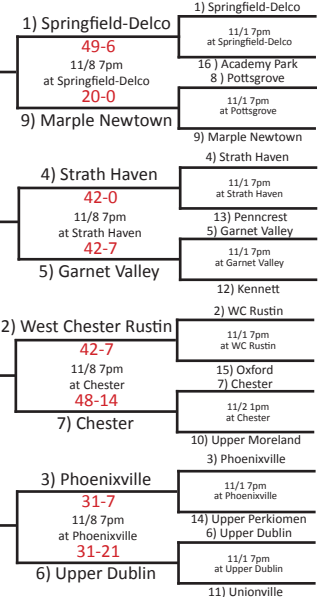 1) Springfield-Delco
1) Springfield-Delco
11/1 7pm
at Springfield-Delco
49-6
11/8 7pm
at Springfield-Delco
20-0
16 ) Academy Park
8 ) Pottsgrove
11/1 7pm
at Pottsgrove
9) Marple Newtown
9) Marple Newtown
4) Strath Haven
4) Strath Haven
11/1 7pm
at Strath Haven
42-0
11/8 7pm
at Strath Haven
42-7
13) Penncrest
5) Garnet Valley
11/1 7pm
at Garnet Valley
5) Garnet Valley
12) Kennett
2) WC Rustin
2) West Chester Rustin
11/1 7pm
at WC Rustin
42-7
11/8 7pm
at Chester
48-14
15) Oxford
7) Chester
11/2 1pm
at Chester
7) Chester
10) Upper Moreland
3) Phoenixville
3) Phoenixville
11/1 7pm
at Phoenixville
31-7
11/8 7pm
at Phoenixville
31-21
14) Upper Perkiomen
6) Upper Dublin
11/1 7pm
at Upper Dublin
6) Upper Dublin
11) Unionville